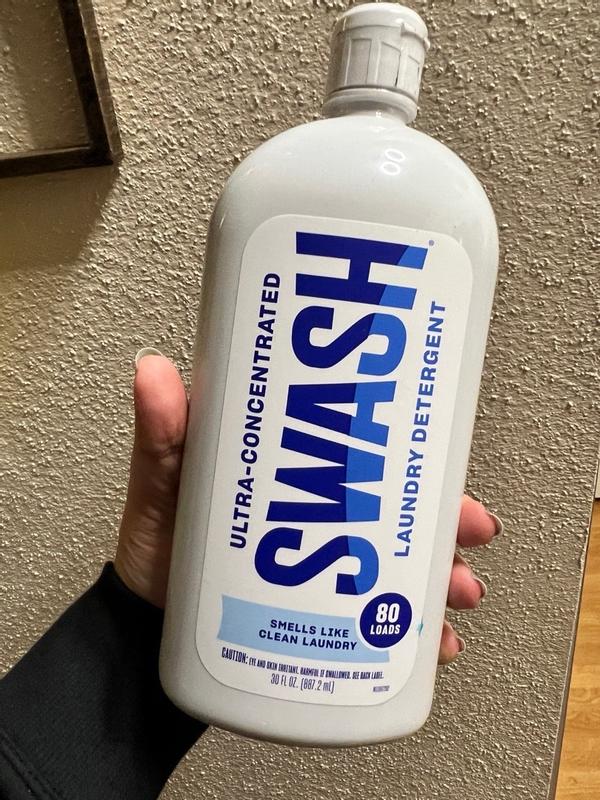 ULTRA-CONCENTRATED
SWASH®
LAUNDRY DETERGENT
80
LOADS
SMELLS LIKE
CLEAN LAUNDRY
CAUTION: EYE AND SKIN IRRITANT. HARMFUL IF SWALLOWED. SEE BACK LABEL.
30 FL OZ. (887.2 ml)